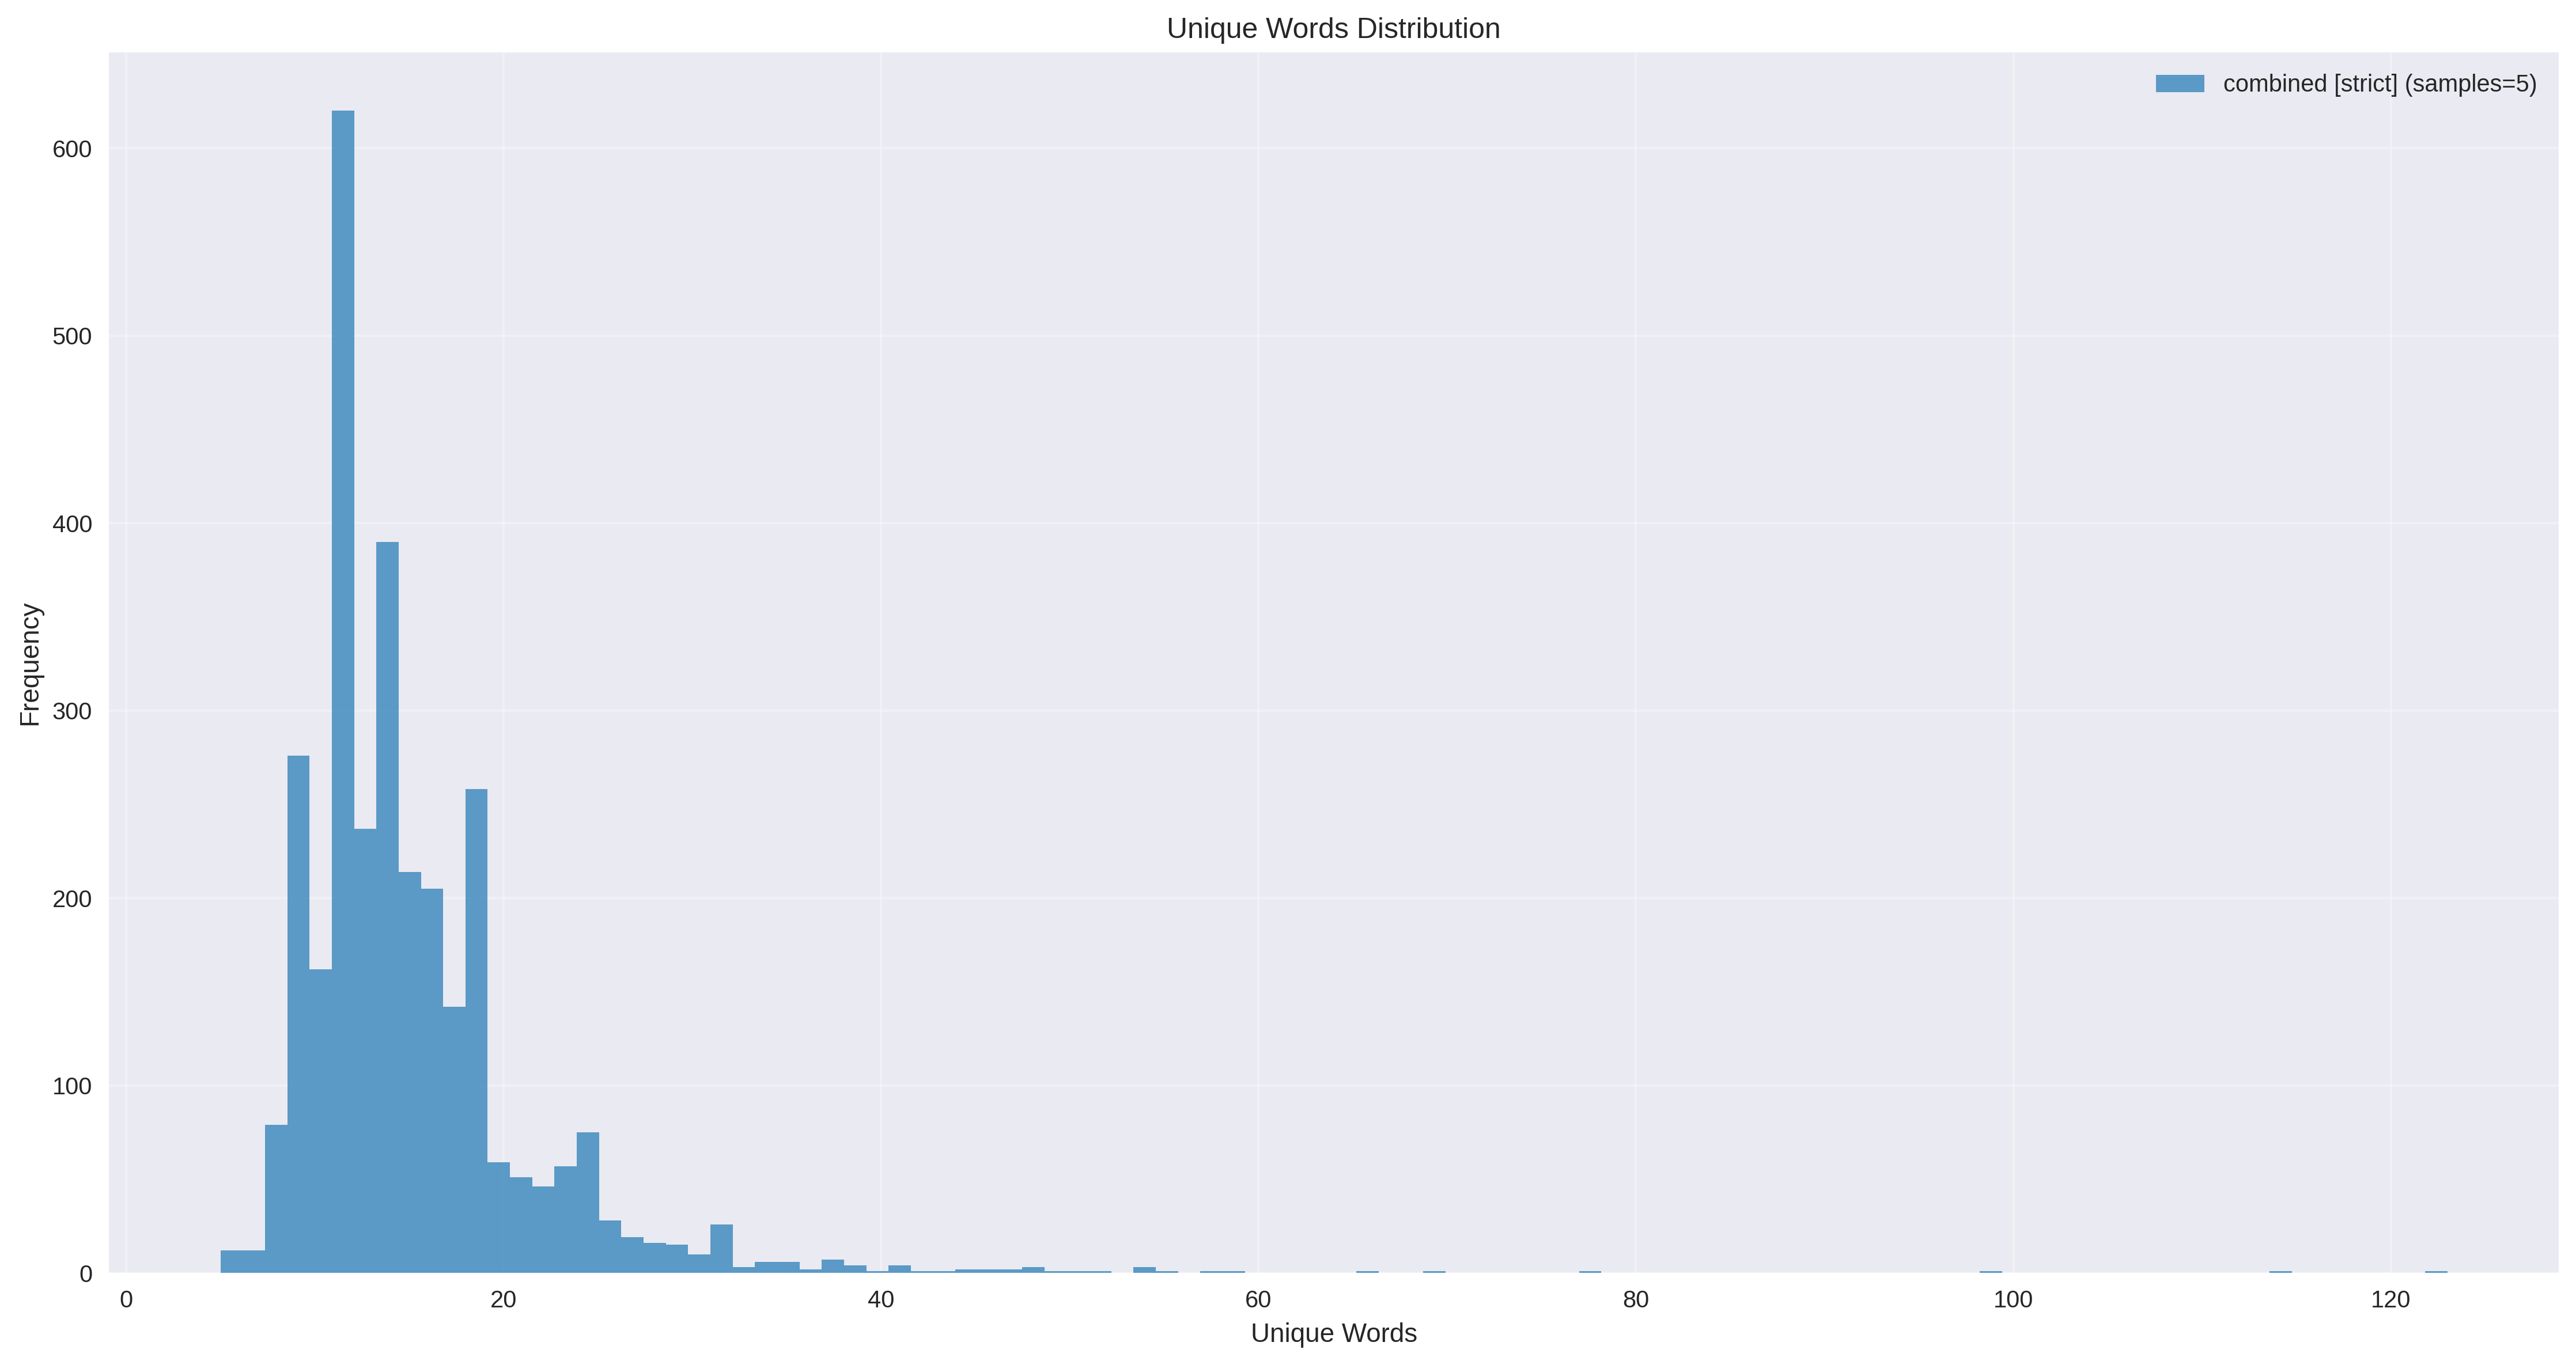 Unique Words Distribution
combined [strict] (samples=5)
Frequency
600
500
400
300
200
100
0
0 20 40 60 80 100 120
Unique Words